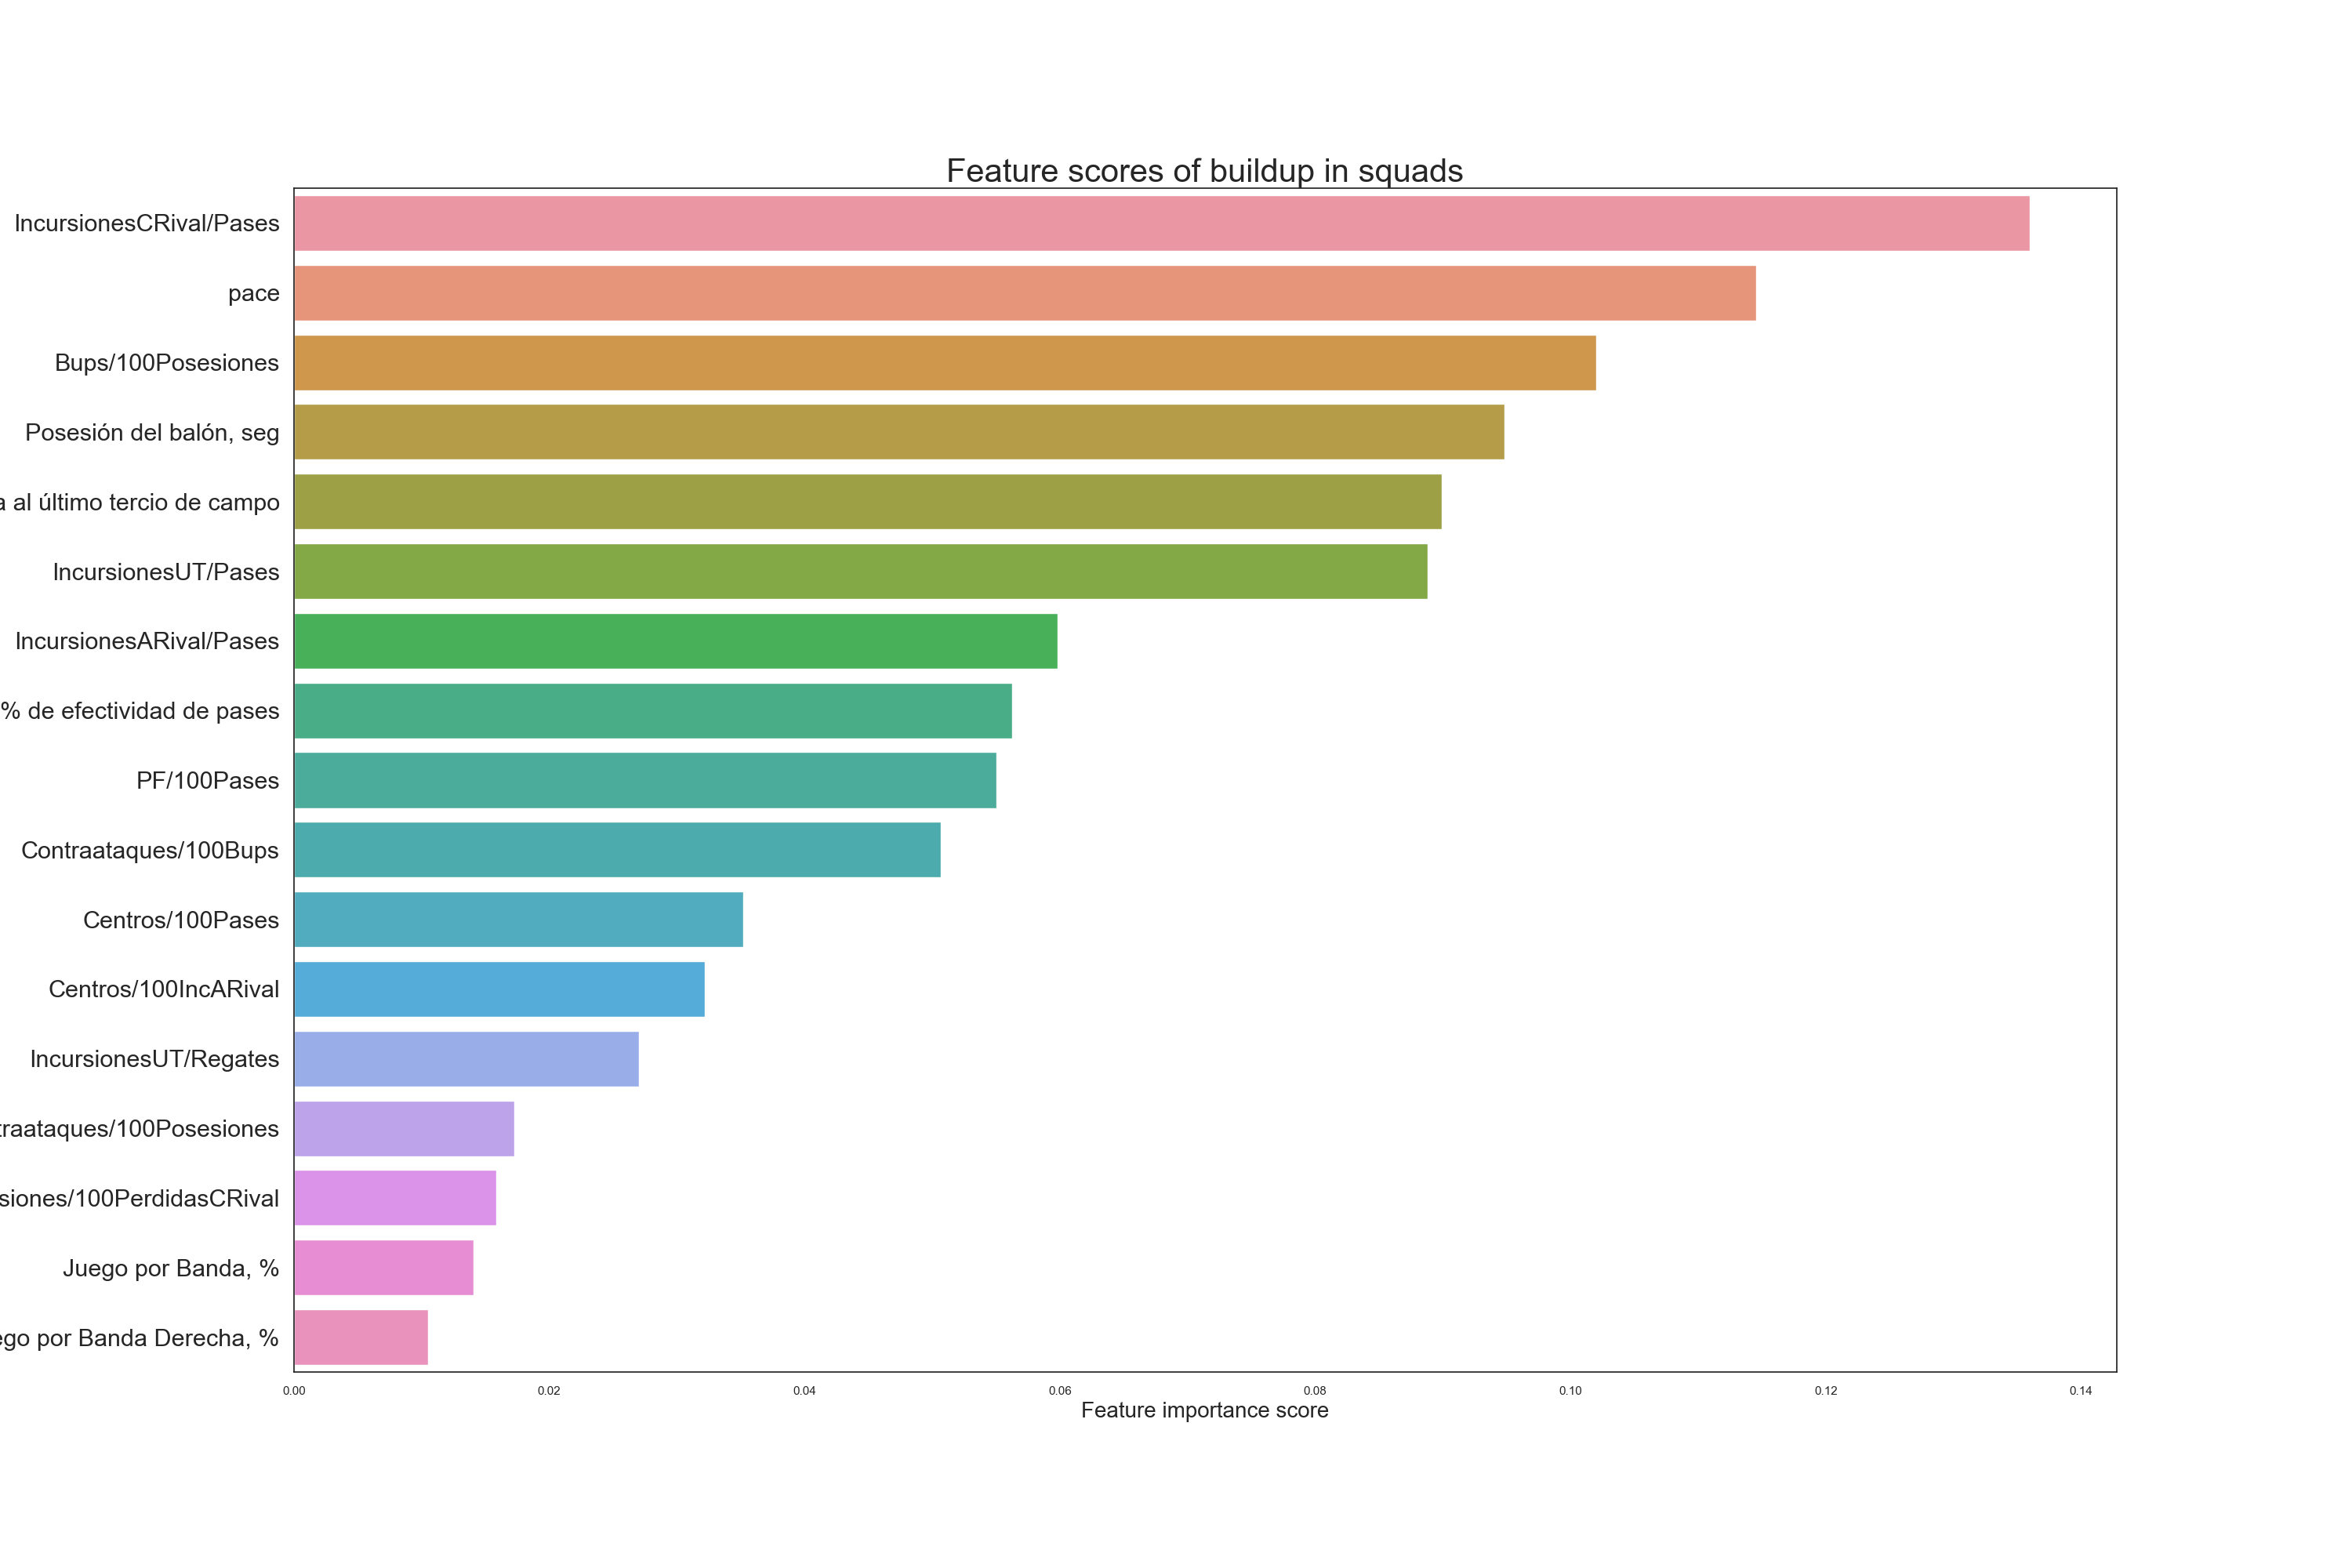 Feature scores of buildup in squads
IncursionesCRival/Pases
pace
Bups/100Posesiones
Posesión del balón, seg
al último tercio de campo
IncursionesUT/Pases
IncursionesARival/Pases
% de efectividad de pases
PF/100Pases
Contraataques/100Bups
Centros/100Pases
Centros/100IncARival
IncursionesUT/Regates
raataques/100Posesiones
siones/100PerdidasCRival
Juego por Banda, %
ego por Banda Derecha, %
0.00 0.02 0.04 0.06 0.08 0.10 0.12 0.14
Feature importance score